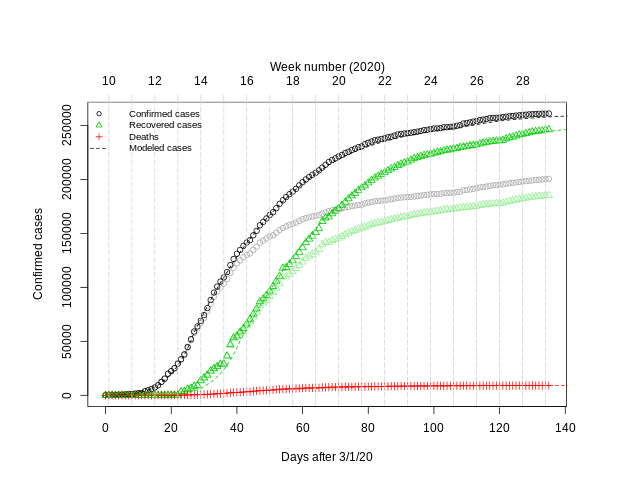 Week number (2020)
10 12 14 16 18 20 22 24 26 28
Confirmed cases
Recovered cases
Deaths
Modeled cases
Confirmed cases
250000
200000
150000
100000
50000
0
0 20 40 60 80 100 120 140
Days after 3/1/20